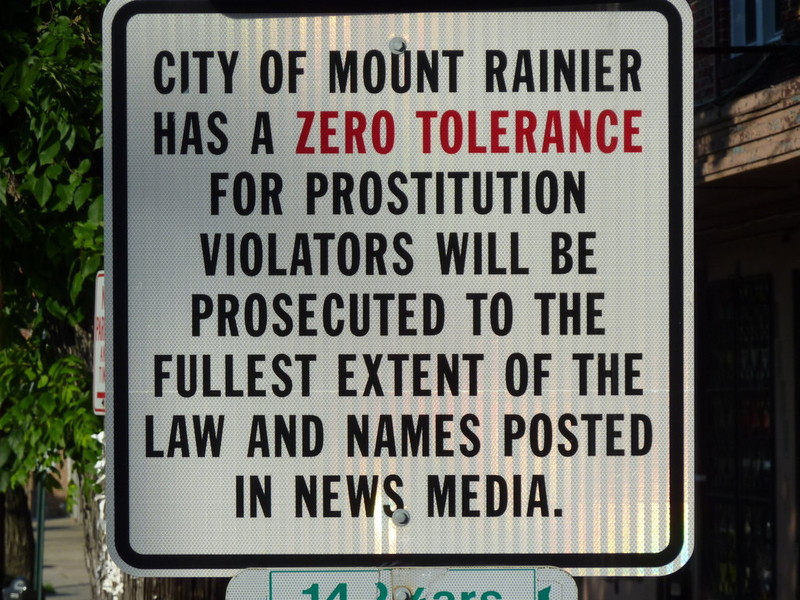 CITY OF MOUNT RAINIER
HAS A ZERO TOLERANCE
FOR PROSTITUTION
VIOLATORS WILL BE
PROSECUTED TO THE
FULLEST EXTENT OF THE
LAW AND NAMES POSTED
IN NEWS MEDIA.